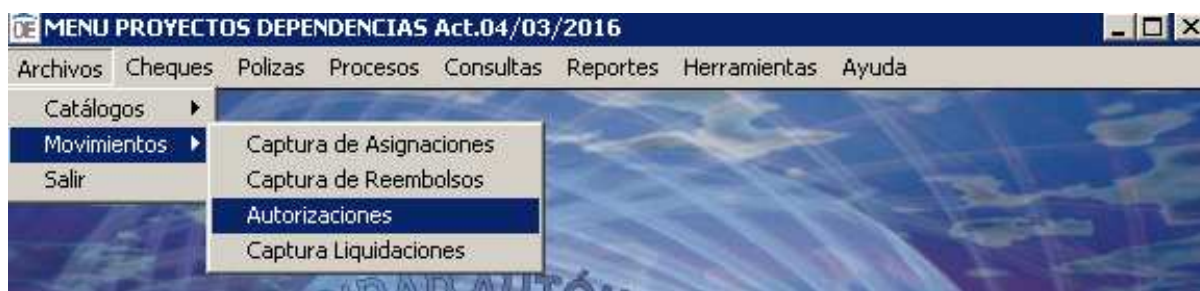 MENU PROYECTOS DEPENDENCIAS Act.04/03/2016
Archivos Cheques Polizas Procesos Consultas Reportes Herramientas Ayuda
Catálogos
Movimientos
Salir
Captura de Asignaciones
Captura de Reembolsos
Autorizaciones
Captura Liquidaciones